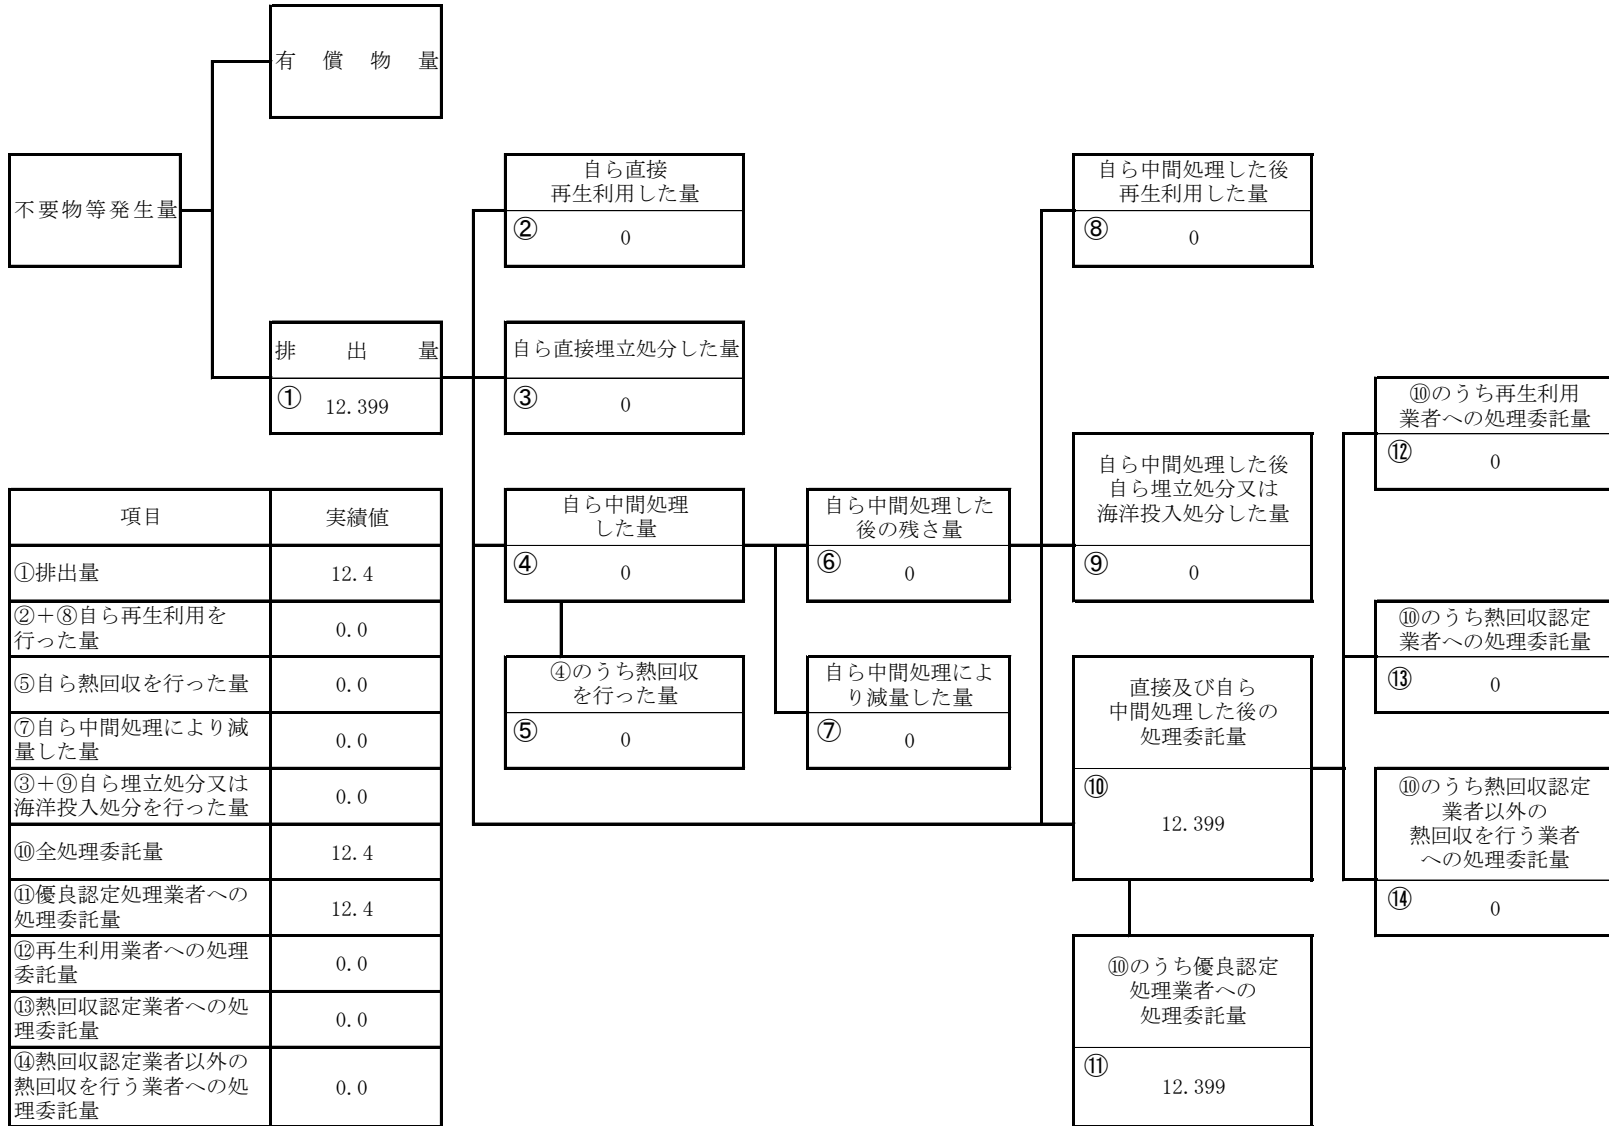 有償物量
不要物等発生量
排出量
① 12.399
自ら直接
再生利用した量
② 0
自ら直接埋立処分した量
③ 0
自ら中間処理
した量
④ 0
④のうち熱回収
を行った量
⑤ 0
自ら中間処理した
後の残さ量
⑥ 0
自ら中間処理によ
り減量した量
⑦ 0
自ら中間処理した後
再生利用した量
⑧ 0
自ら中間処理した後
自ら埋立処分又は
海洋投入処分した量
⑨ 0
直接及び自ら
中間処理した後の
処理委託量
⑩
12.399
⑩のうち優良認定
処理業者への
処理委託量
⑪
12.399
⑩のうち再生利用
業者への処理委託量
⑫ 0
⑩のうち熱回収認定
業者への処理委託量
⑬ 0
⑩のうち熱回収認定
業者以外の
熱回収を行う業者
への処理委託量
⑭ 0
項目 実績値
①排出量 12.4
②+⑧自ら再生利用を
行った量 0.0
⑤自ら熱回収を行った量 0.0
⑦自ら中間処理により減
量した量 0.0
③+⑨自ら埋立処分又は
海洋投入処分を行った量 0.0
⑩全処理委託量 12.4
⑪優良認定処理業者への
処理委託量 12.4
⑫再生利用業者への処理
委託量 0.0
⑬熱回収認定業者への処
理委託量 0.0
⑭熱回収認定業者以外の
熱回収を行う業者への処
理委託量 0.0